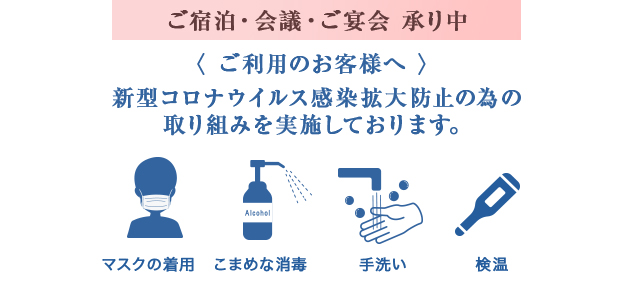 ご宿泊・会議・ご宴会 承り中
〈 ご利用のお客様へ 〉
新型コロナウイルス感染拡大防止の為の
取り組みを実施しております。
Alcohol
マスクの着用
こまめな消毒
手洗い
検温